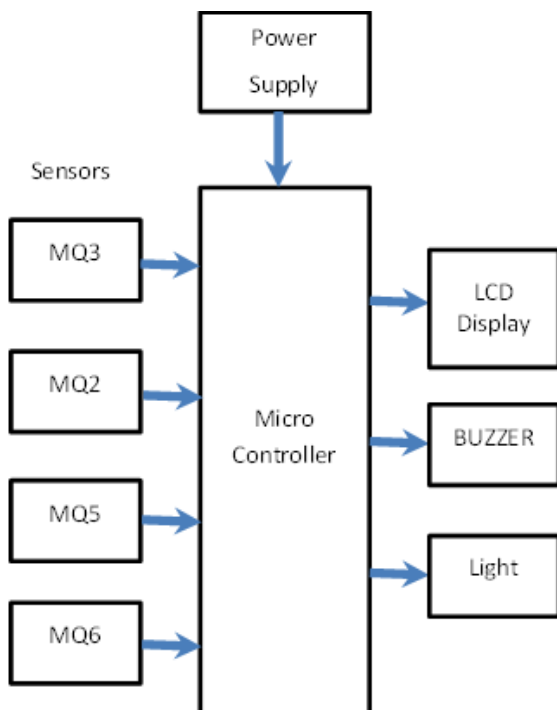 Power
Supply
Sensors
MQ3
MQ2
MQ5
MQ6
Micro
Controller
LCD
Display
BUZZER
Light